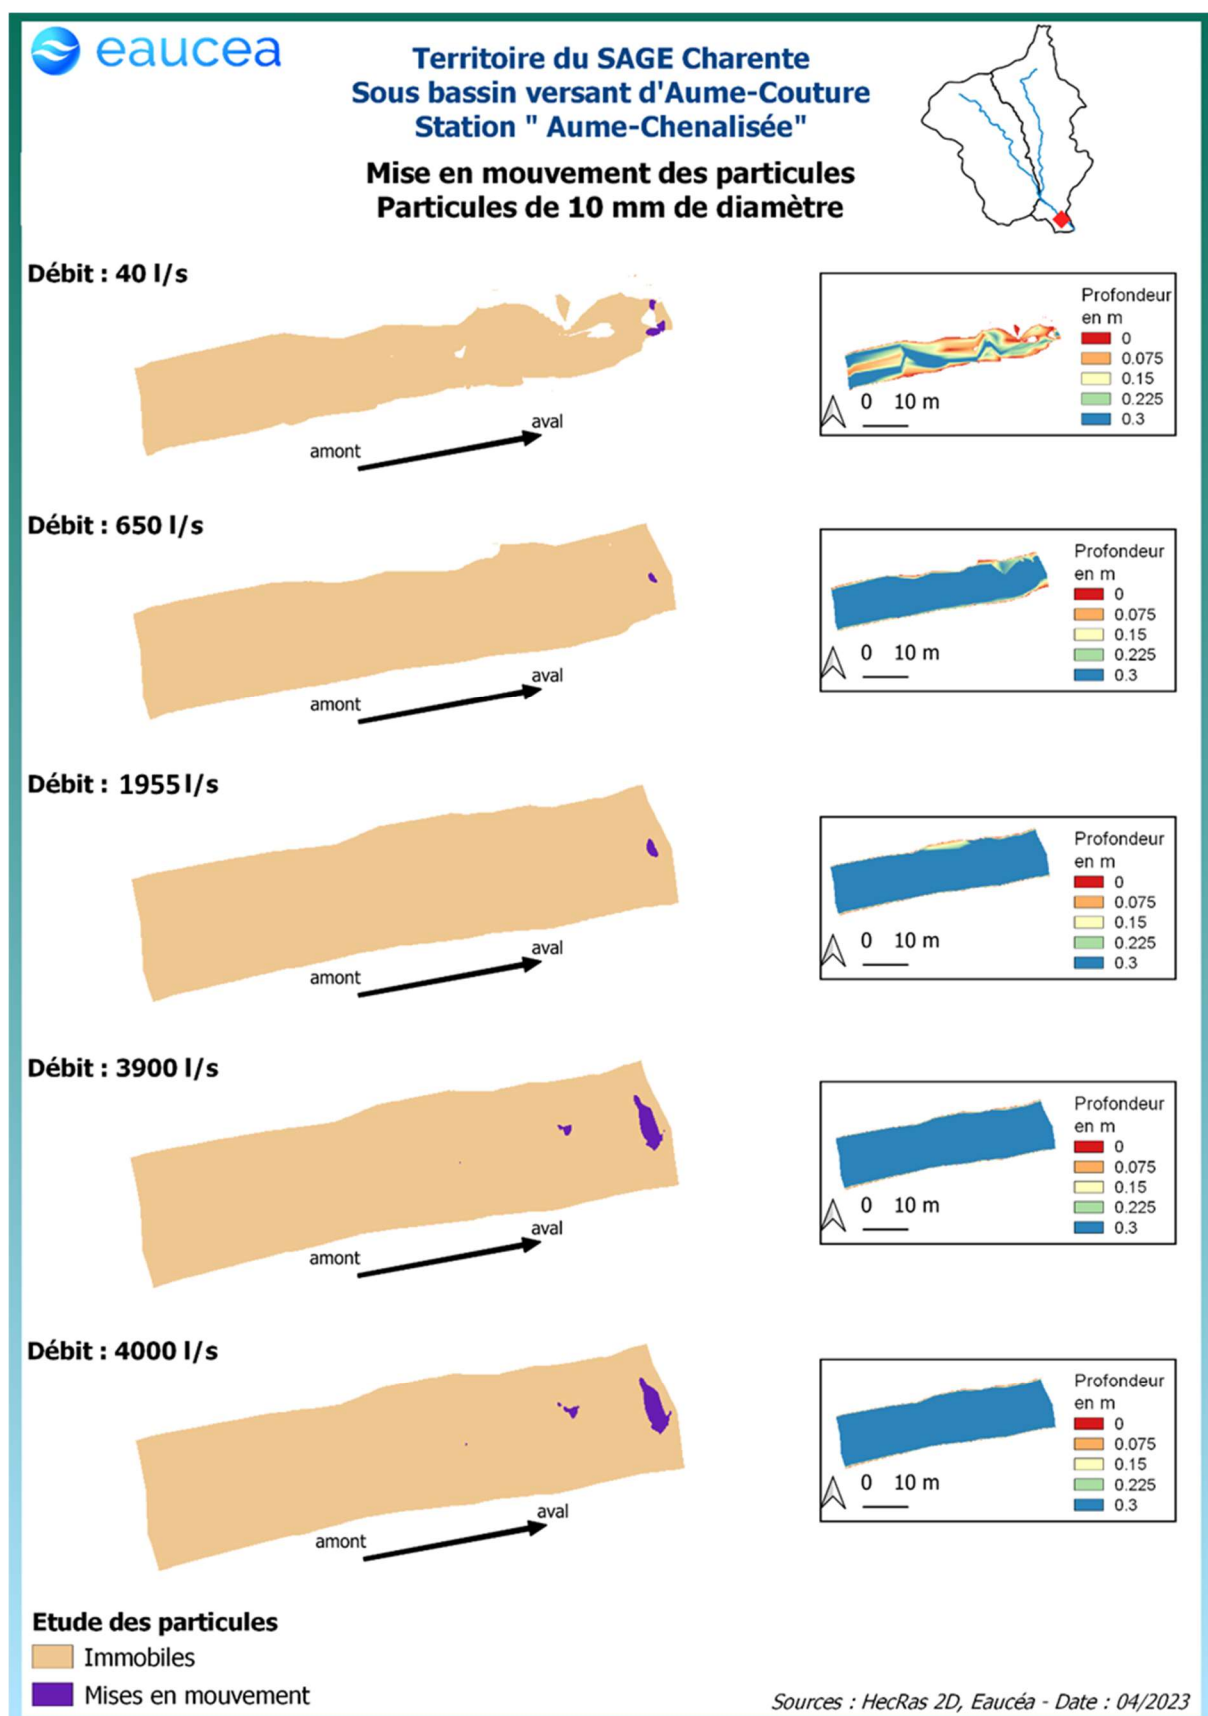 eaucea
Territoire du SAGE Charente
Sous bassin versant d'Aume-Couture
Station " Aume-Chenalisée"
Mise en mouvement des particules
Particules de 10 mm de diamètre
Débit : 40 l/s
amont
aval
Profondeur
en m
0
0.075
0.15
0.225
0.3
0 10 m
Débit : 650 l/s
amont
aval
Profondeur
en m
0
0.075
0.15
0.225
0.3
0 10 m
Débit : 1955 l/s
amont
aval
Profondeur
en m
0
0.075
0.15
0.225
0.3
0 10 m
Débit : 3900 l/s
amont
aval
Profondeur
en m
0
0.075
0.15
0.225
0.3
0 10 m
Débit : 4000 l/s
amont
aval
Profondeur
en m
0
0.075
0.15
0.225
0.3
0 10 m
Etude des particules
Immobiles
Mises en mouvement
Sources : HecRas 2D, Eaucéa - Date : 04/2023